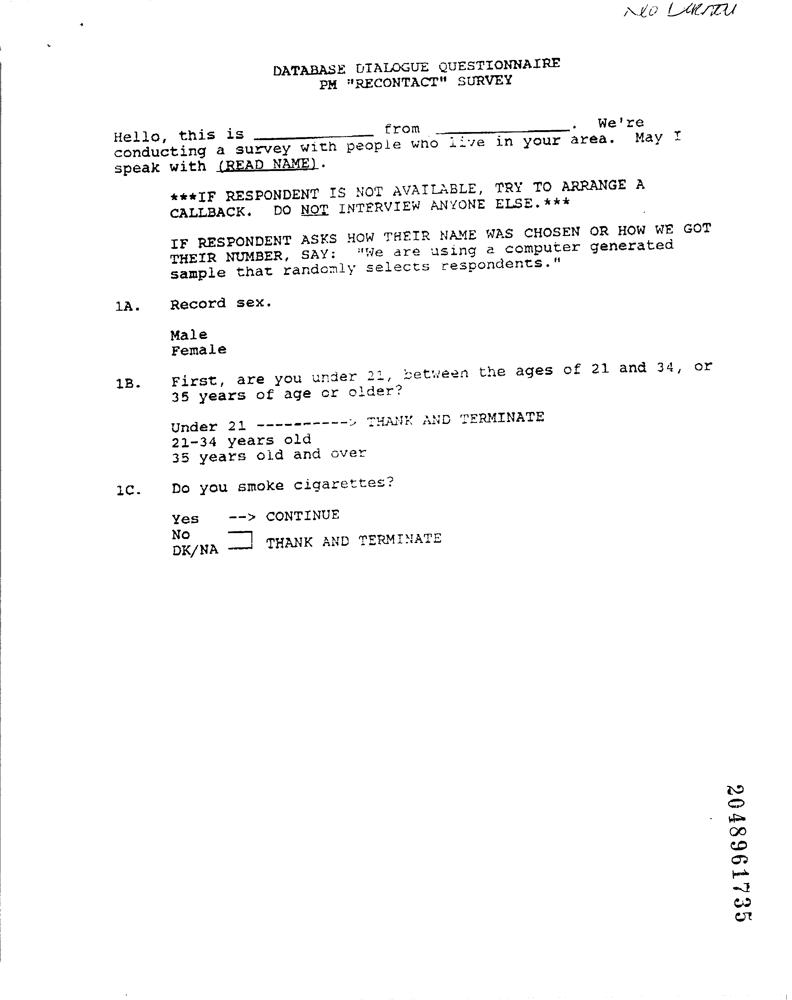 DATABASE DIALOGUE QUESTIONNAIRE
PM "RECONTACT" SURVEY
Hello, this is ____________ from ______________. We're
conducting a survey with people who live in your area. May I
speak with (READ NAME).
***IF RESPONDENT IS NOT AVAILABLE, TRY TO ARRANGE A
CALLBACK. DO NOT INTERVIEW ANYONE ELSE.***
IF RESPONDENT ASKS HOW THEIR NAME WAS CHOSEN OR HOW WE GOT
THEIR NUMBER, SAY: "We are using a computer generated
sample that randomly selects respondents."
1A. Record sex.
Male
Female
1B. First, are you under 21, between the ages of 21 and 34, or
35 years of age or older?
Under 21 ----------> THANK AND TERMINATE
21-34 years old
35 years old and over
1C. Do you smoke cigarettes?
Yes --> CONTINUE
No
DK/NA THANK AND TERMINATE
2048961735